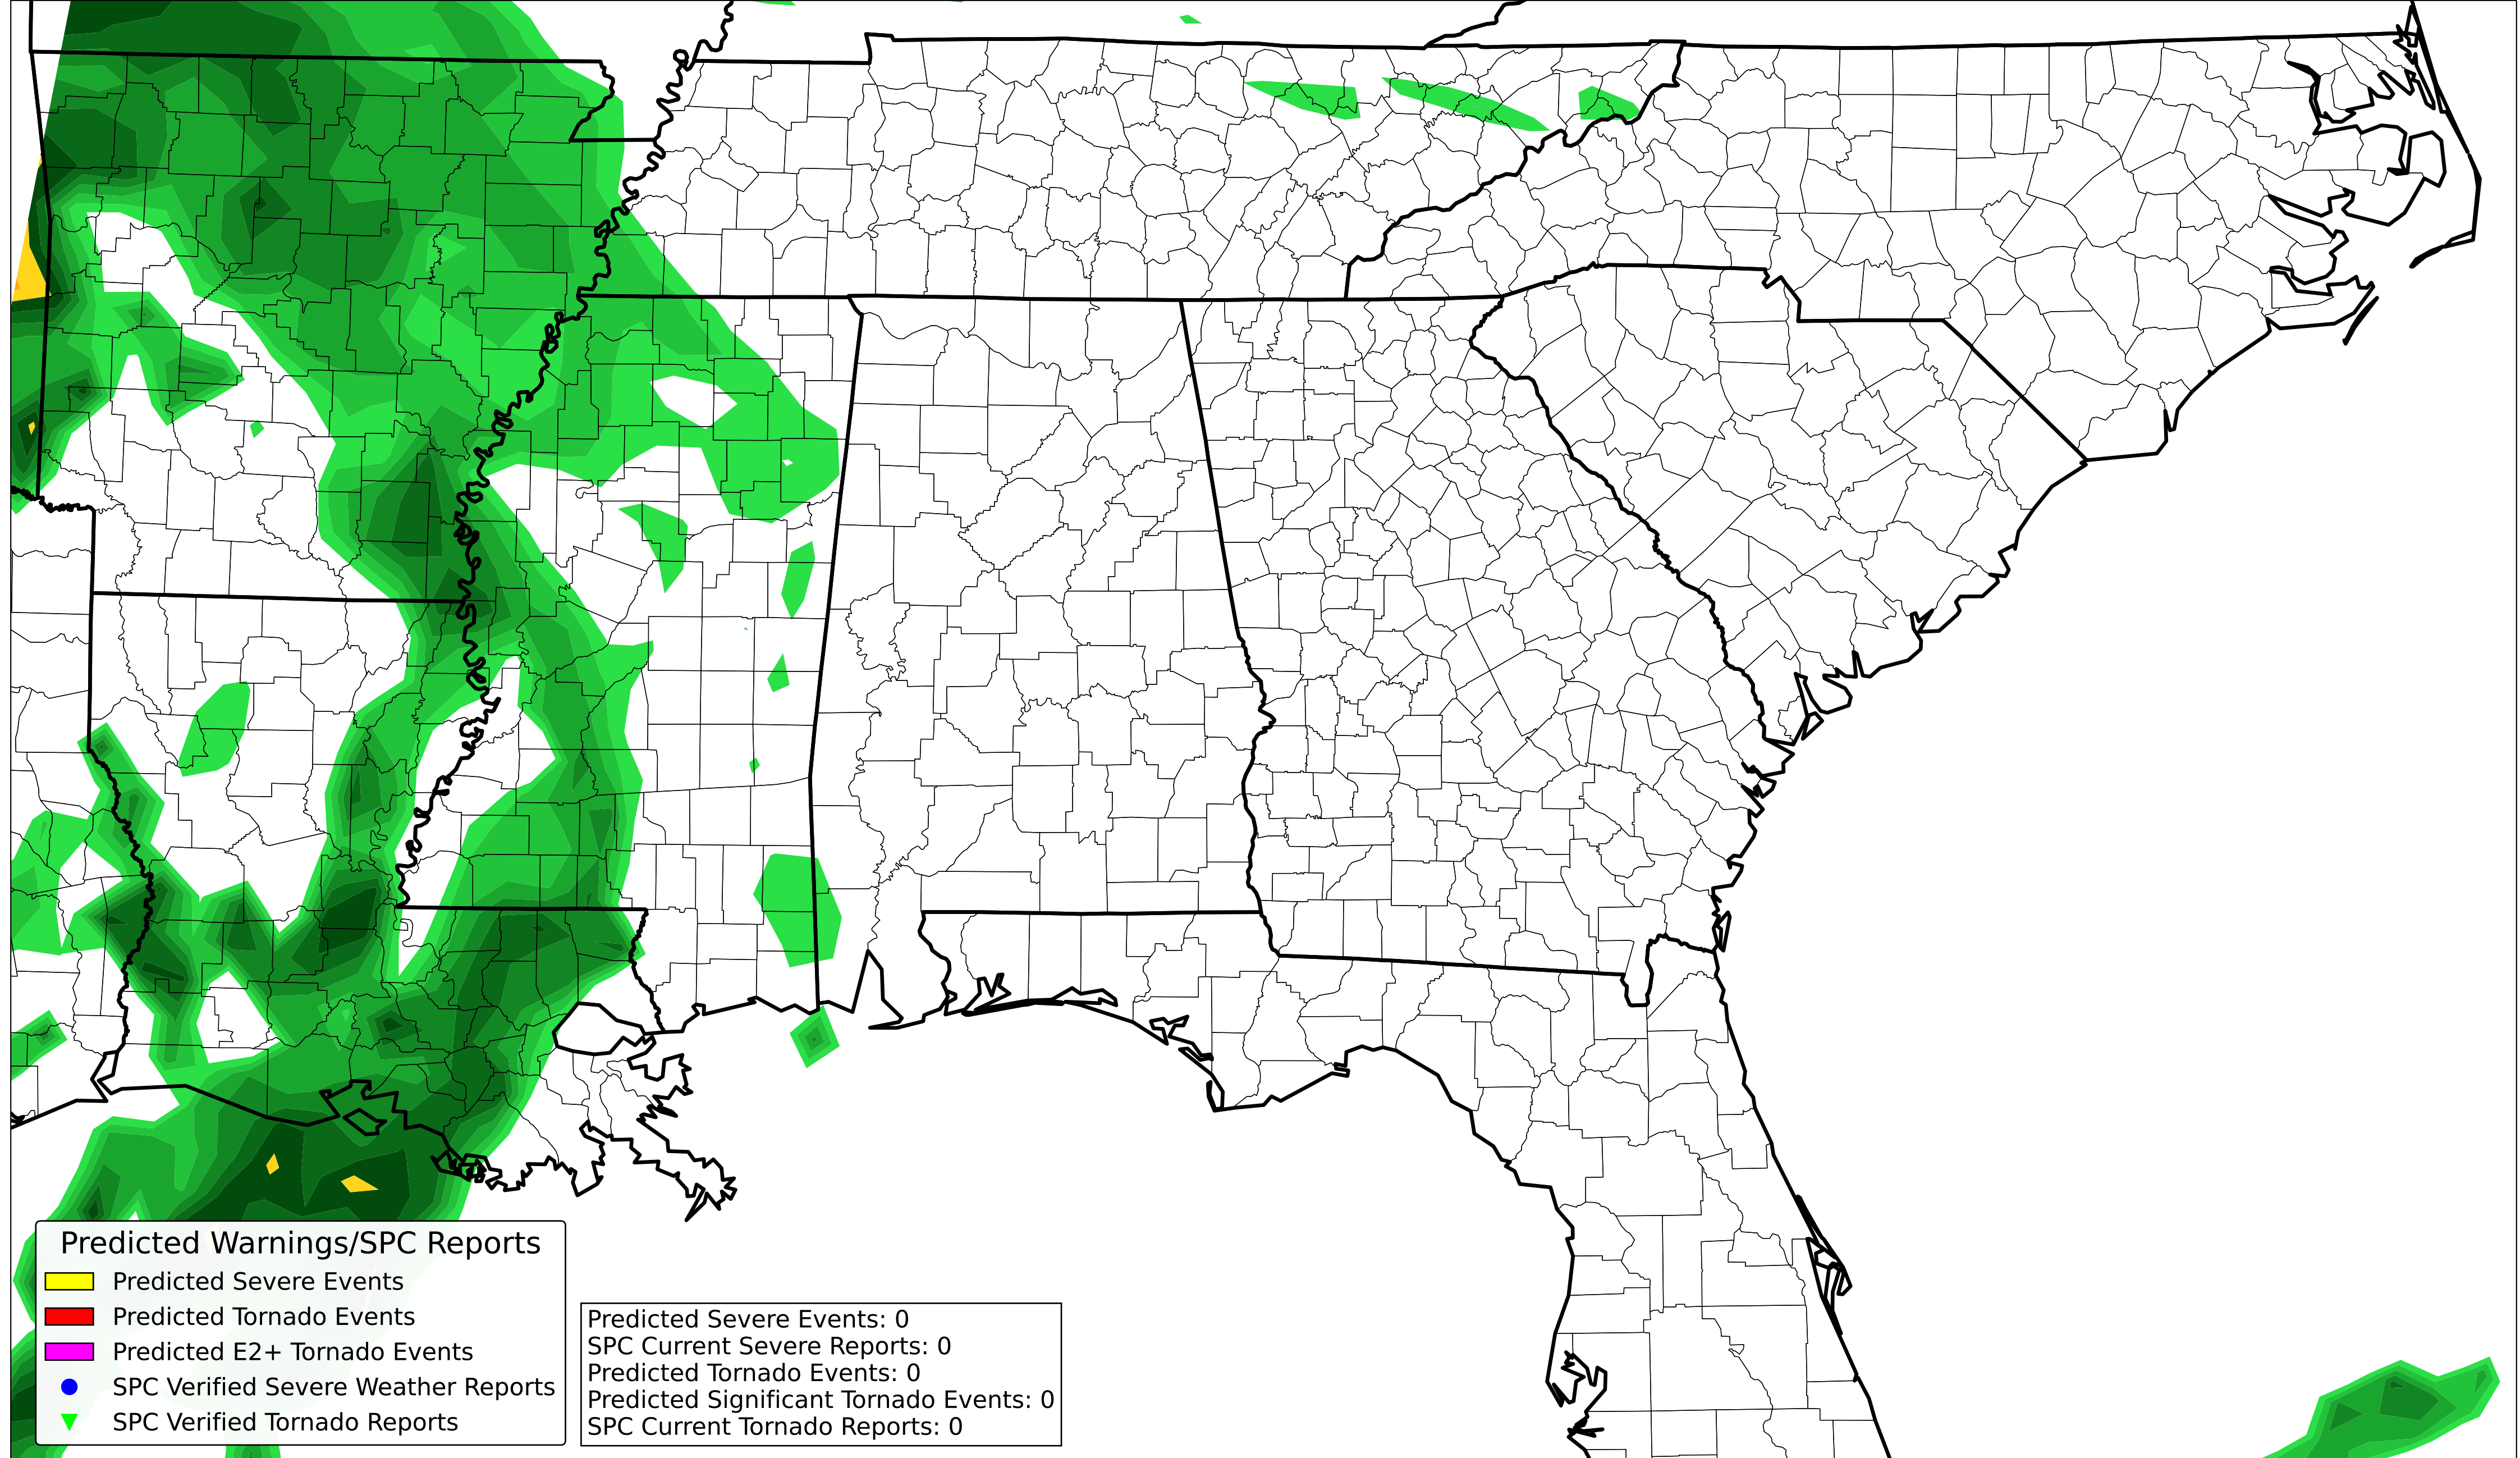 Predicted Warnings/SPC Reports
Predicted Severe Events
Predicted Tornado Events
Predicted E2+ Tornado Events
SPC Verified Severe Weather Reports
SPC Verified Tornado Reports
Predicted Severe Events: 0
SPC Current Severe Reports: 0
Predicted Tornado Events: 0
Predicted Significant Tornado Events: 0
SPC Current Tornado Reports: 0